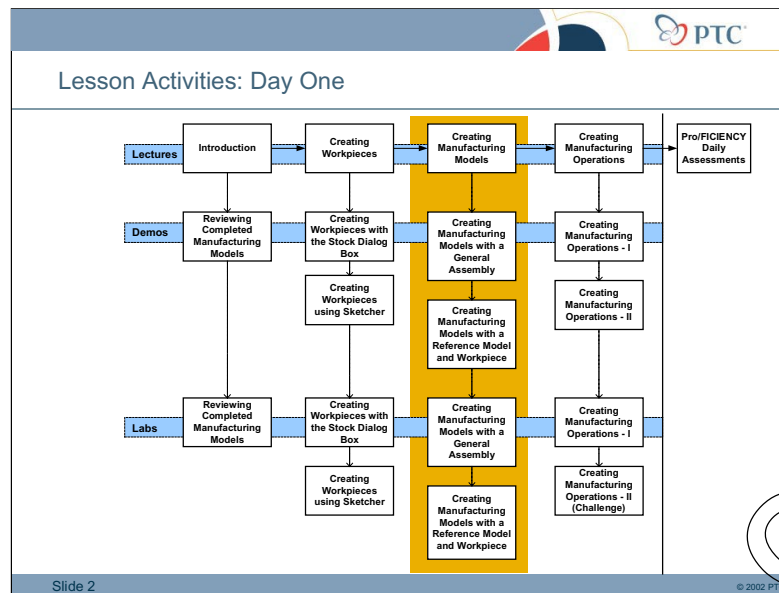 PTC
Lesson Activities: Day One
Lectures
Introduction
Creating
Workpieces
Creating
Manufacturing
Models
Creating
Manufacturing
Operations
Pro/FICIENCY
Daily
Assessments
Demos
Reviewing
Completed
Manufacturing
Models
Creating
Workpieces with
the Stock Dialog
Box
Creating
Manufacturing
Models with a
General
Assembly
Creating
Manufacturing
Operations - I
Creating
Workpieces
using Sketcher
Creating
Manufacturing
Models with a
Reference Model
and Workpiece
Creating
Manufacturing
Operations - II
Labs
Reviewing
Completed
Manufacturing
Models
Creating
Workpieces with
the Stock Dialog
Box
Creating
Manufacturing
Models with a
General
Assembly
Creating
Manufacturing
Operations - I
Creating
Workpieces
using Sketcher
Creating
Manufacturing
Models with a
Reference Model
and Workpiece
Creating
Manufacturing
Operations - II
(Challenge)
Slide 2
© 2002 PT